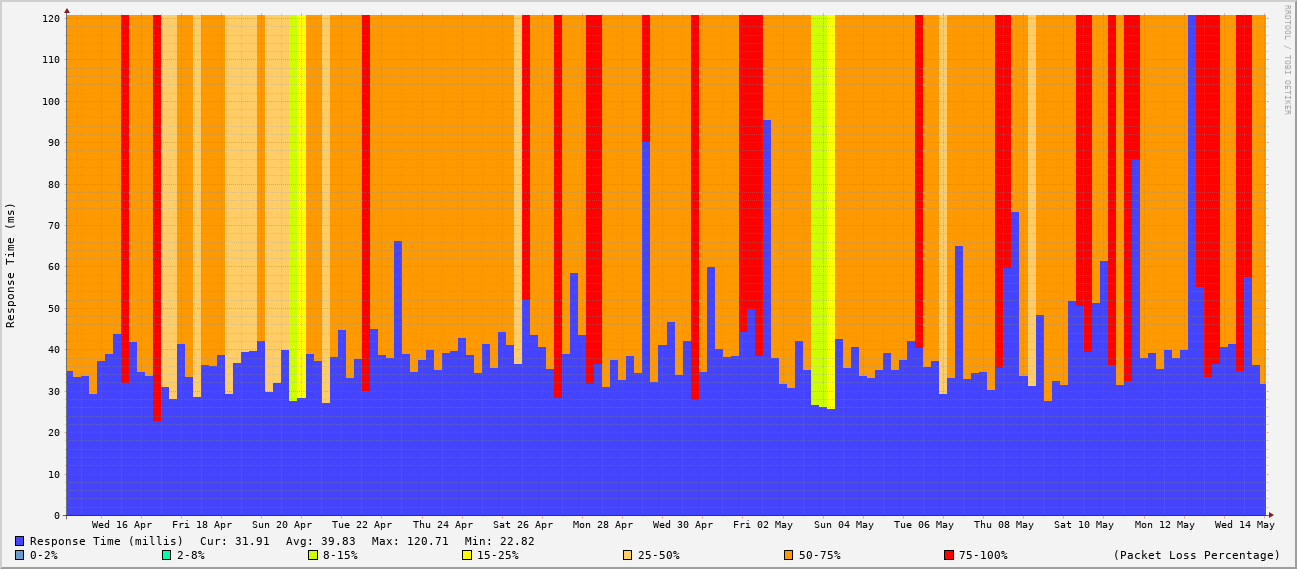 120
110
100
90
80
70
60
50
40
30
20
10
0
Response Time (ms)
RRDTOOL / TOBI OETIKER
Wed 16 Apr Fri 18 Apr Sun 20 Apr Tue 22 Apr Thu 24 Apr Sat 26 Apr Mon 28 Apr Wed 30 Apr Fri 02 May Sun 04 May Tue 06 May Thu 08 May Sat 10 May Mon 12 May Wed 14 May
Response Time (millis) Cur: 31.91 Avg: 39.83 Max: 120.71 Min: 22.82
0-2% 2-8% 8-15% 15-25% 25-50% 50-75% 75-100% (Packet Loss Percentage)